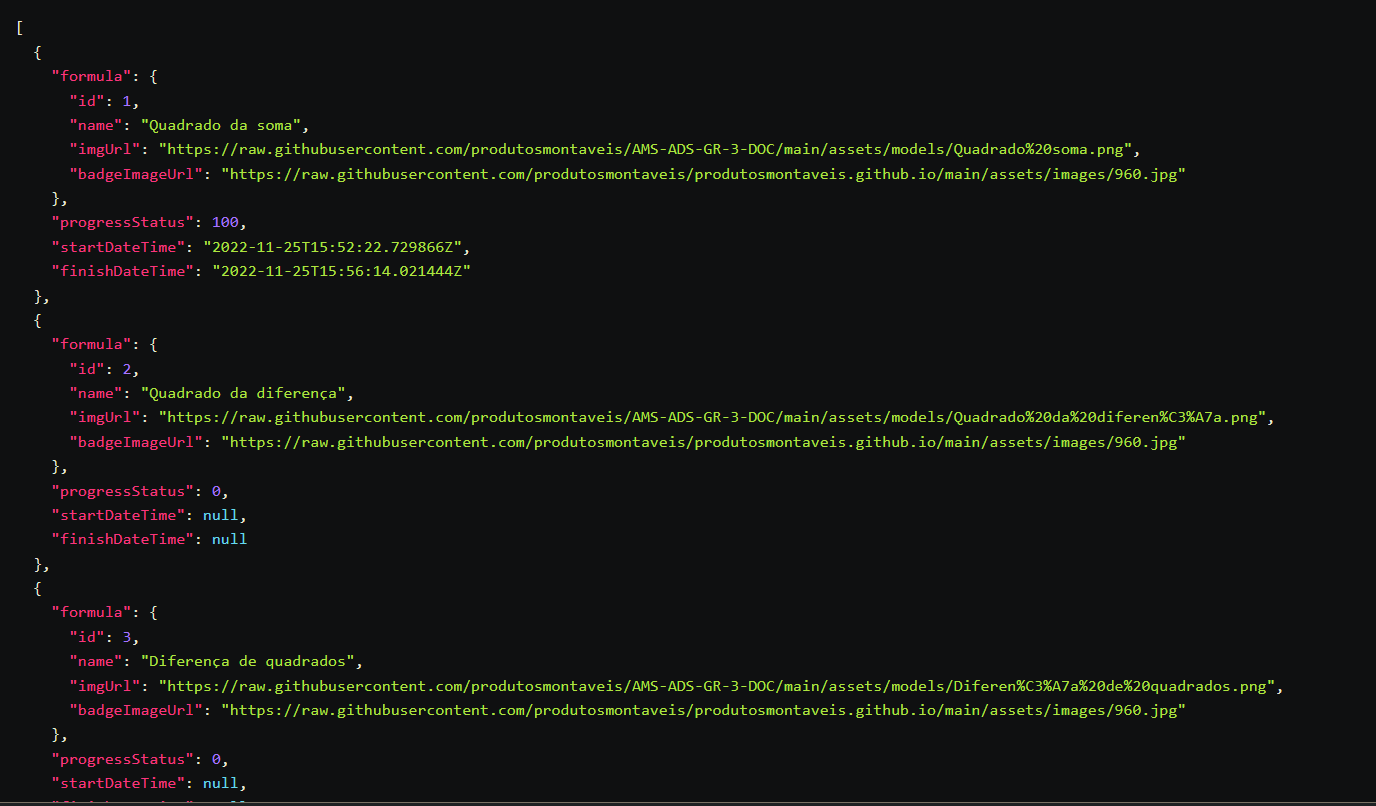 [
{
"formula": {
"id": 1,
"name": "Quadrado da soma",
"imgUrl": "https://raw.githubusercontent.com/produtosmontaveis/AMS-ADS-GR-3-DOC/main/assets/models/Quadrado%20soma.png",
"badgeImageUrl": "https://raw.githubusercontent.com/produtosmontaveis/produtosmontaveis.github.io/main/assets/images/960.jpg"
},
"progressStatus": 100,
"startDateTime": "2022-11-25T15:52:22.729866Z",
"finishDateTime": "2022-11-25T15:56:14.021444Z"
},
{
"formula": {
"id": 2,
"name": "Quadrado da diferença",
"imgUrl": "https://raw.githubusercontent.com/produtosmontaveis/AMS-ADS-GR-3-DOC/main/assets/models/Quadrado%20da%20diferen%C3%A7a.png",
"badgeImageUrl": "https://raw.githubusercontent.com/produtosmontaveis/produtosmontaveis.github.io/main/assets/images/960.jpg"
},
"progressStatus": 0,
"startDateTime": null,
"finishDateTime": null
},
{
"formula": {
"id": 3,
"name": "Diferença de quadrados",
"imgUrl": "https://raw.githubusercontent.com/produtosmontaveis/AMS-ADS-GR-3-DOC/main/assets/models/Diferen%C3%A7a%20de%20quadrados.png",
"badgeImageUrl": "https://raw.githubusercontent.com/produtosmontaveis/produtosmontaveis.github.io/main/assets/images/960.jpg"
},
"progressStatus": 0,
"startDateTime": null,